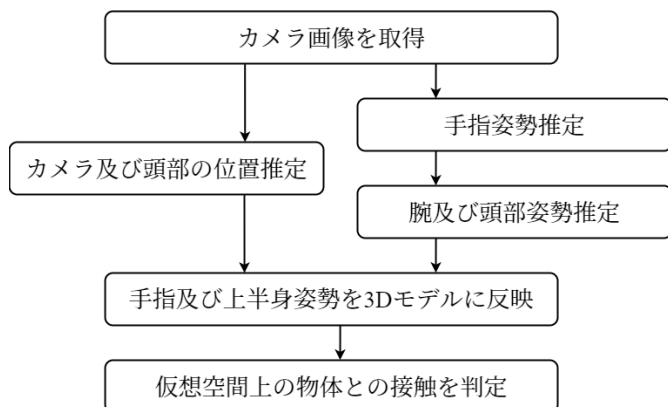 カメラ画像を取得
手指姿勢推定
カメラ及び頭部の位置推定
腕及び頭部姿勢推定
手指及び上半身姿勢を3Dモデルに反映
仮想空間上の物体との接触を判定